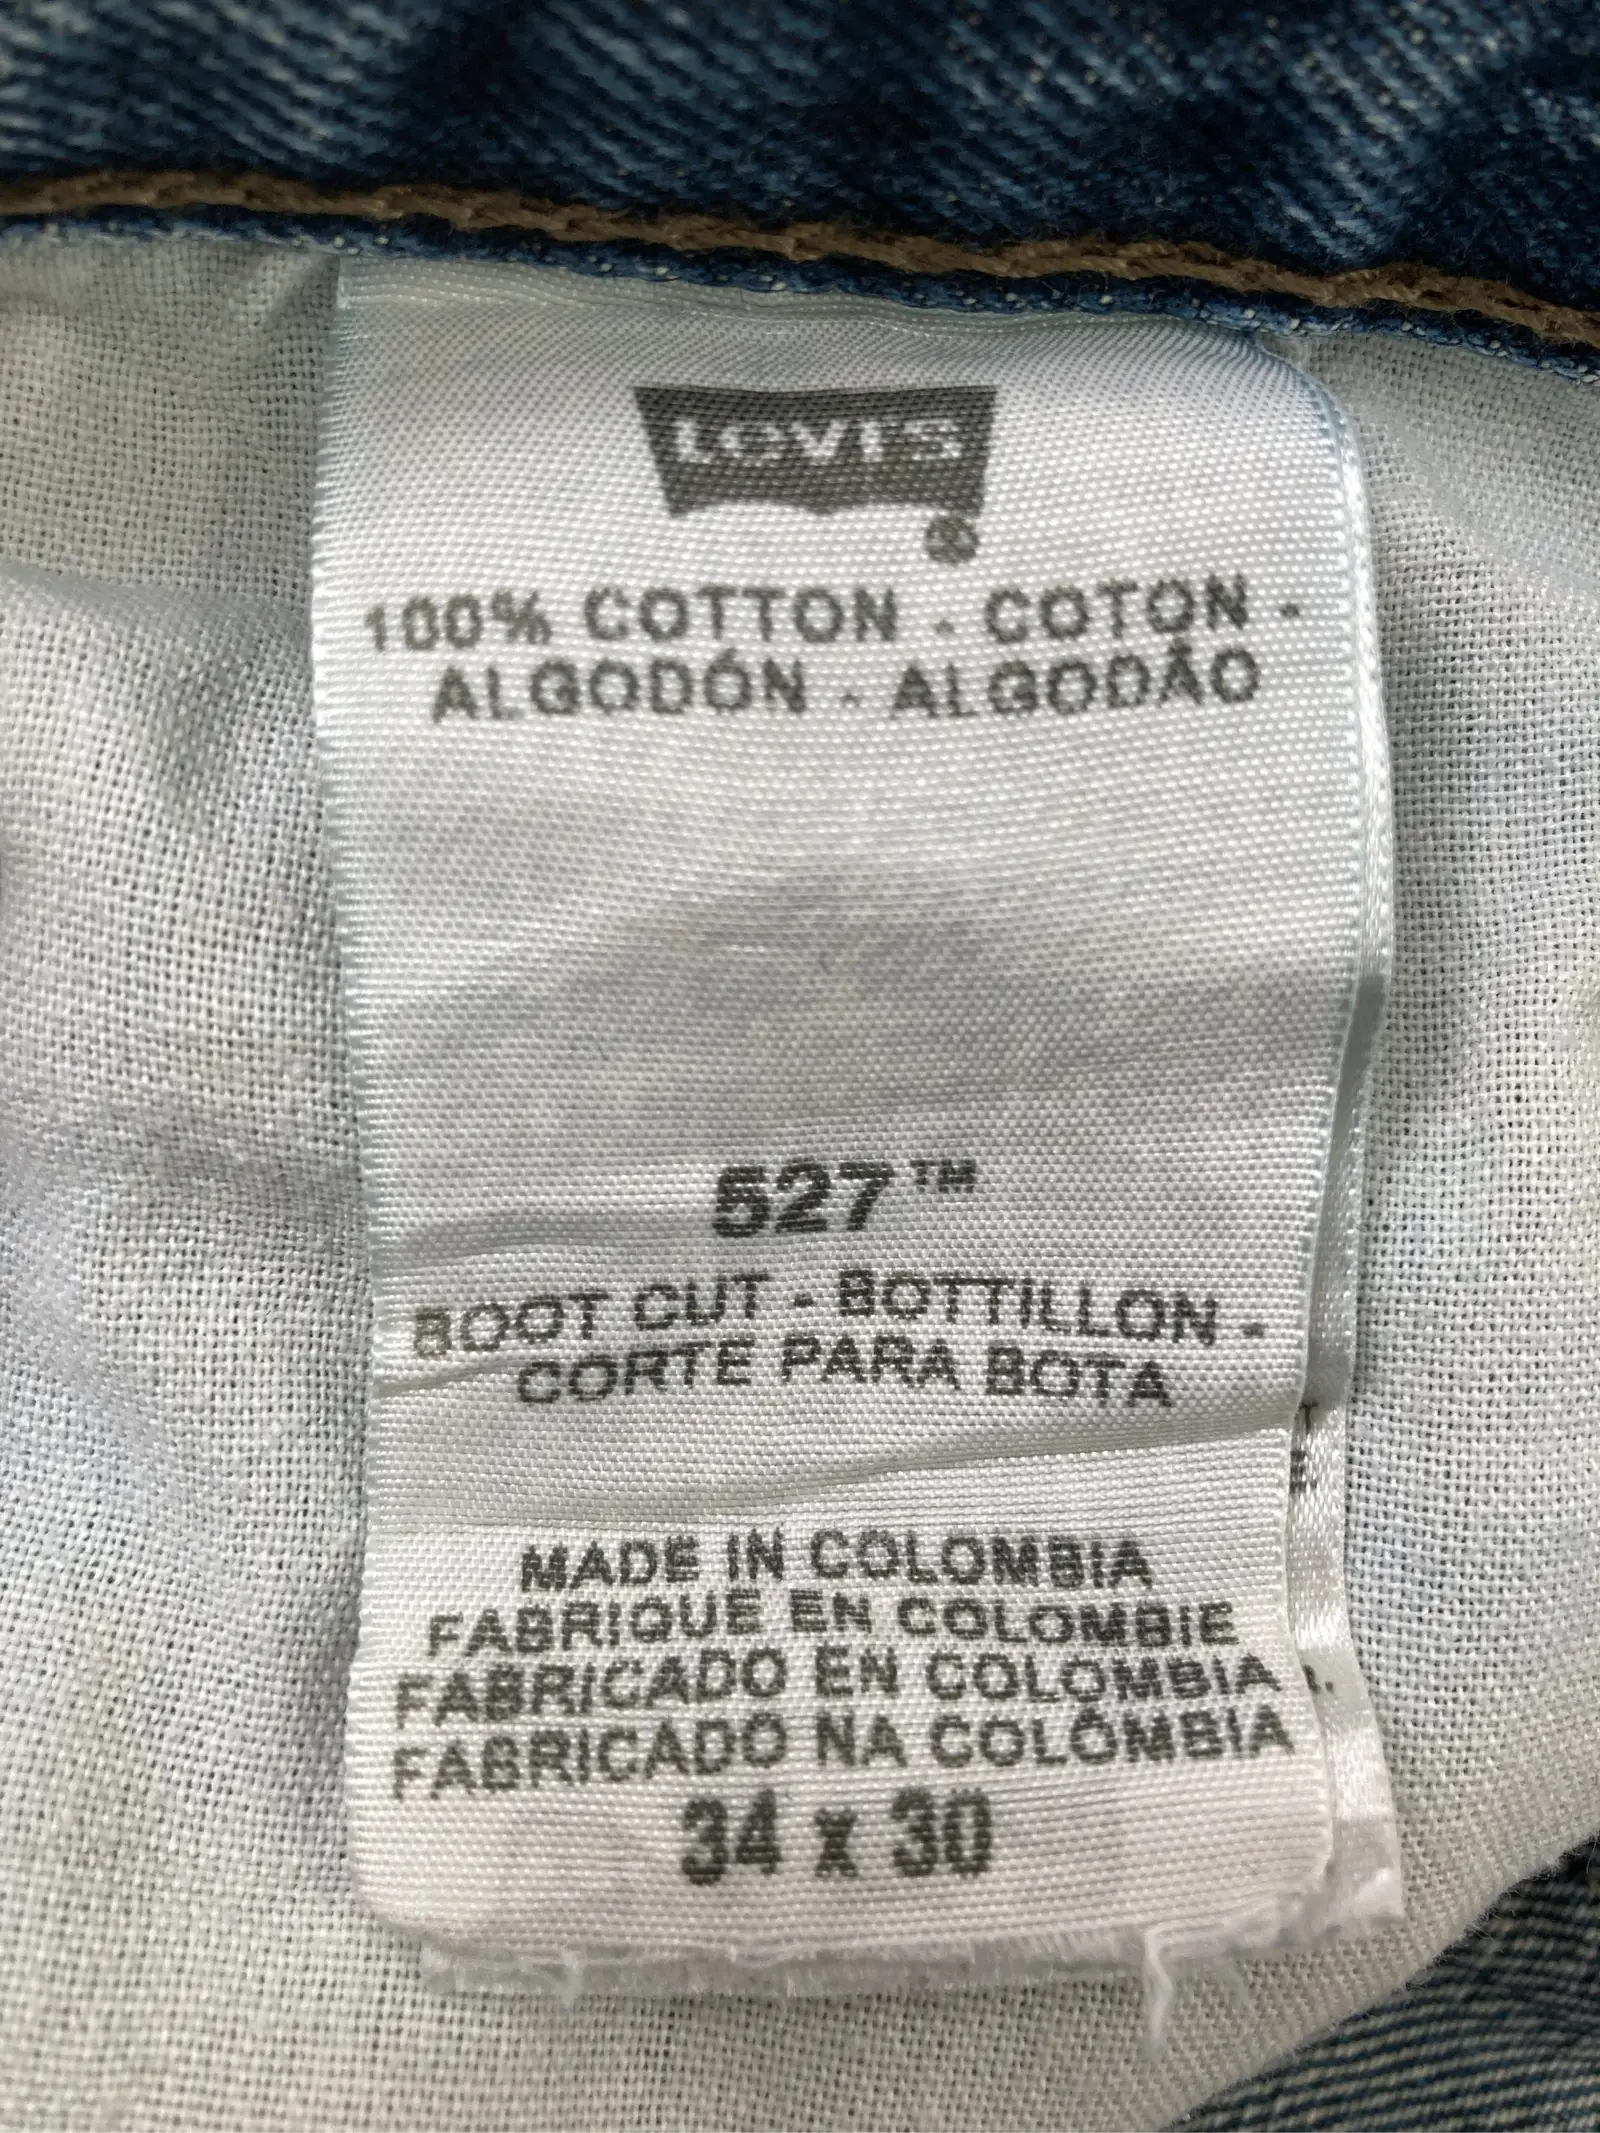 LEVI'S
®
100% COTTON - COTON -
ALGODÓN - ALGODÃO
527™
BOOT CUT - BOTTILLON -
CORTE PARA BOTA
MADE IN COLOMBIA
FABRIQUE EN COLOMBIE
FABRICADO EN COLOMBIA
FABRICADO NA COLÔMBIA
34 x 30